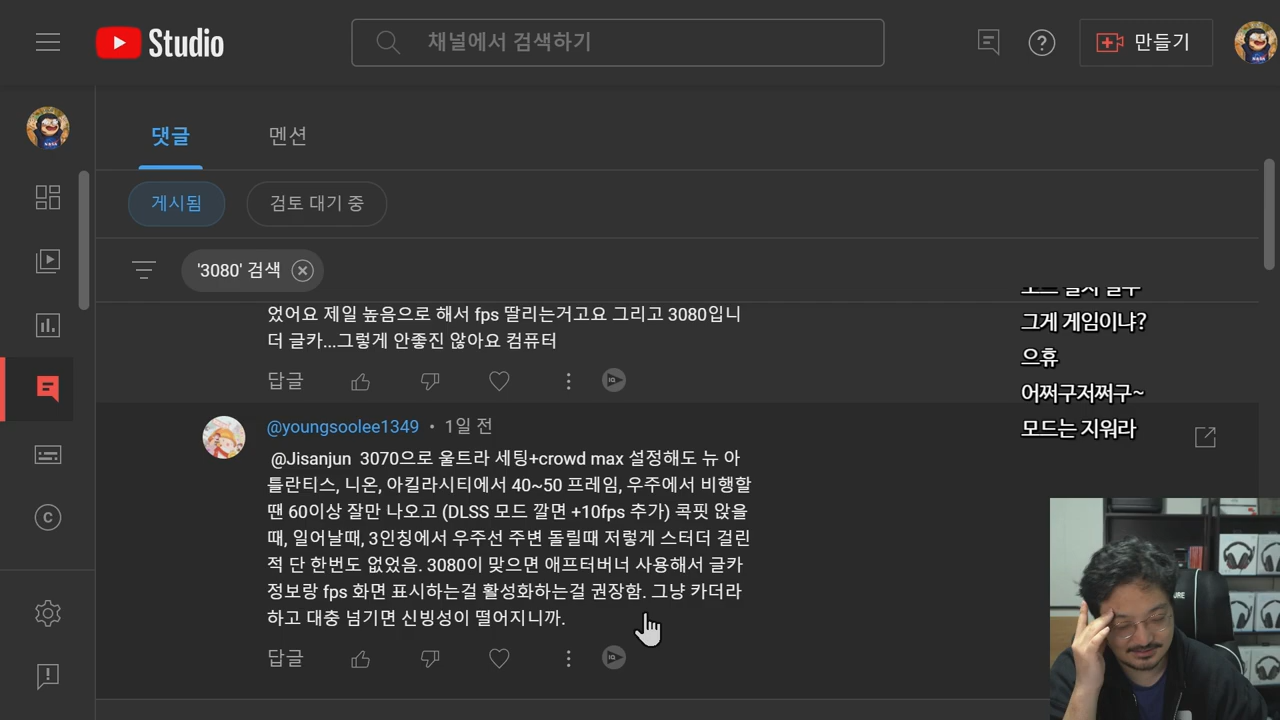 Studio
채널에서 검색하기
만들기
댓글
멘션
게시됨
검토 대기 중
'3080' 검색
었어요 제일 높음으로 해서 fps 딸리는거고요 그리고 3080입니
더 글카...그렇게 안좋진 않아요 컴퓨터
답글
@youngsoolee1349 • 1일 전
@Jisanjun 3070으로 울트라 세팅+crowd max 설정해도 뉴 아
틀란티스, 니온, 아킬라시티에서 40~50 프레임, 우주에서 비행할
땐 60이상 잘만 나오고 (DLSS 모드 깔면 +10fps 추가) 콕핏 앉을
때, 일어날때, 3인칭에서 우주선 주변 돌릴때 저렇게 스터더 걸린
적 단 한번도 없었음. 3080이 맞으면 애프터버너 사용해서 글카
정보랑 fps 화면 표시하는걸 활성화하는걸 권장함. 그냥 카더라
하고 대충 넘기면 신빙성이 떨어지니까.
답글
그게 게임이냐?
으휴
어쩌구저쩌구~
모드는 지워라